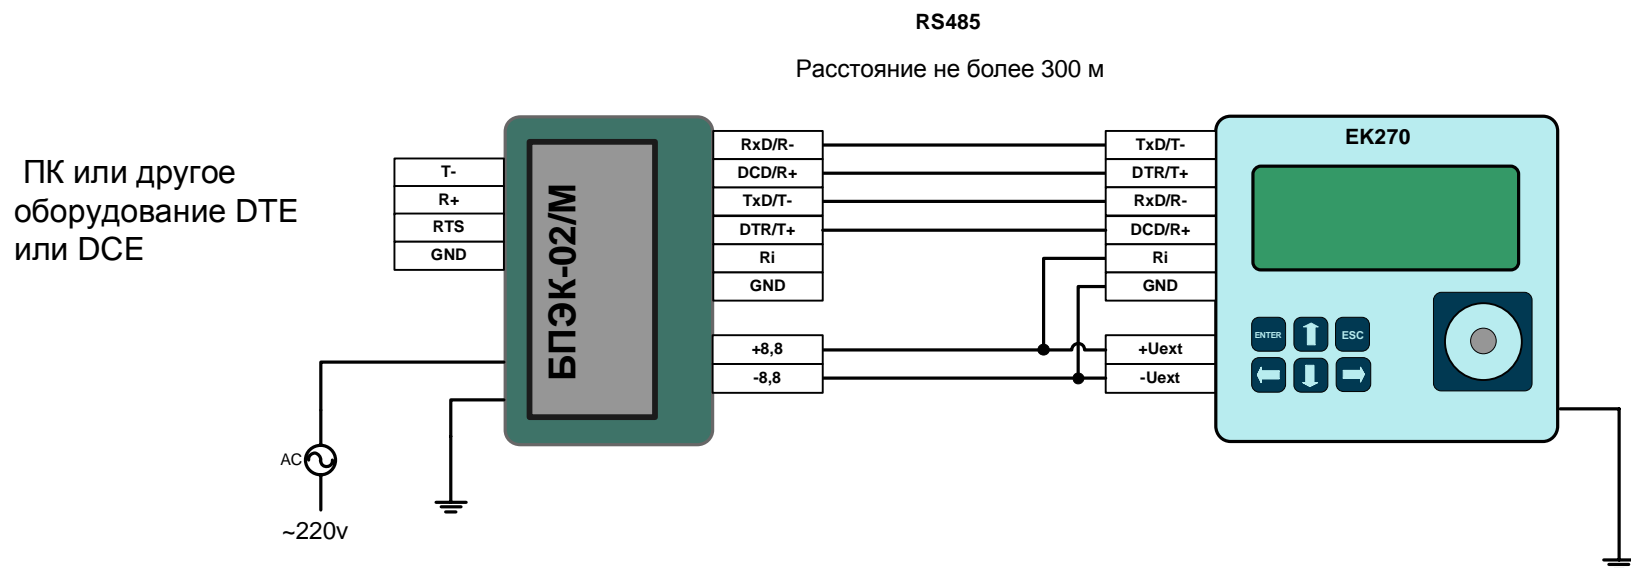 RS485
Расстояние не более 300 м
ПК или другое
оборудование DTE
или DCE
T-
R+
RTS
GND
БПЭК-02/М
RxD/R-
DCD/R+
TxD/T-
DTR/T+
Ri
GND
+8,8
-8,8
TxD/T-
DTR/T+
RxD/R-
DCD/R+
Ri
GND
+Uext
-Uext
EK270
ENTER
ESC
AC
~220v